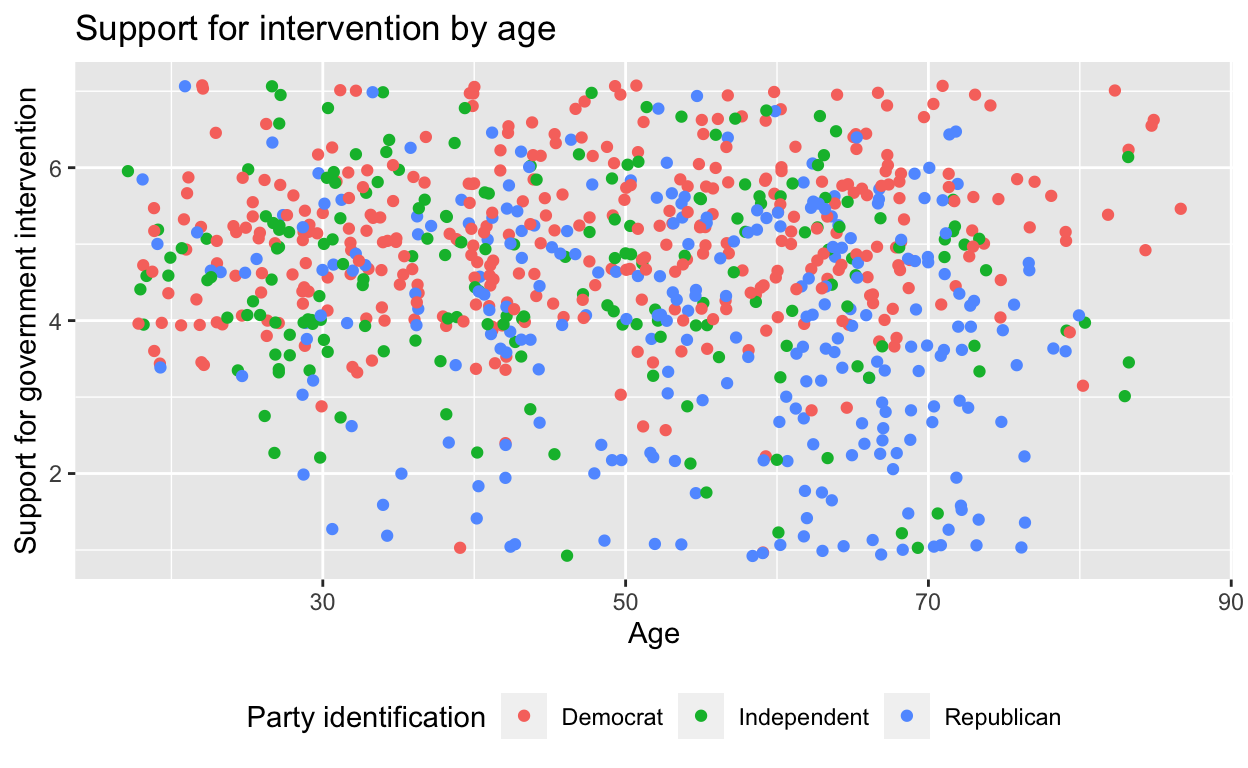 Support for intervention by age
Support for government intervention
6
4
2
30 50 70 90
Age
Party identification Democrat Independent Republican